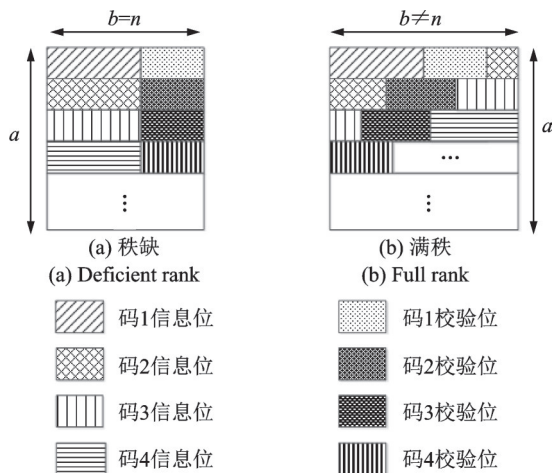 b=n
b≠n
a
a
⋮
...
⋮
(a) 秩缺
(b) 满秩
(a) Deficient rank
(b) Full rank
码1信息位
码1校验位
码2信息位
码2校验位
码3信息位
码3校验位
码4信息位
码4校验位